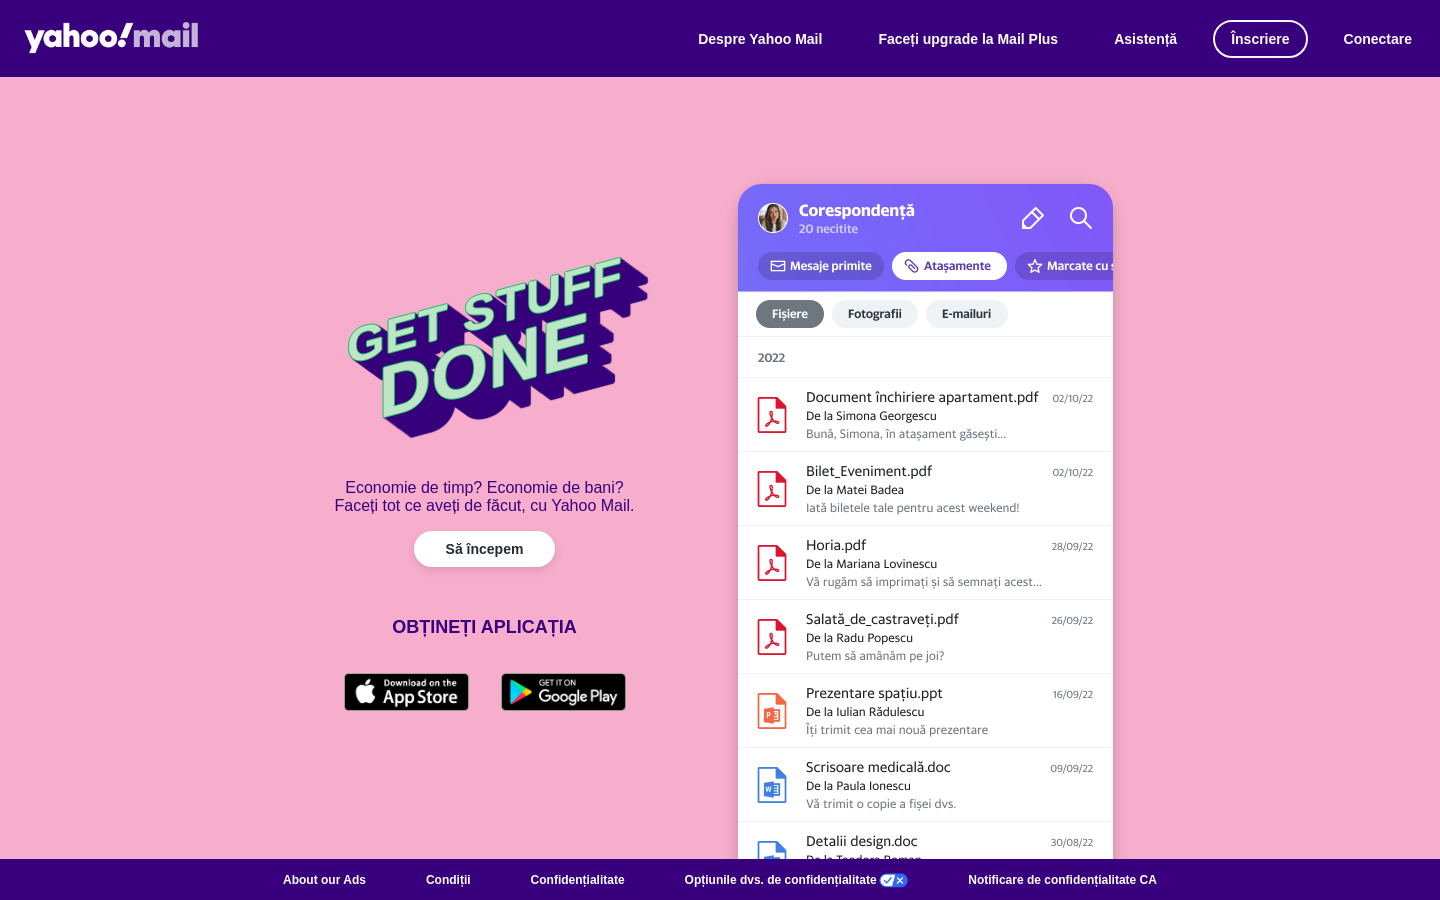 yahoo!mail
Despre Yahoo Mail
Faceți upgrade la Mail Plus
Asistență
Înscriere
Conectare
GET STUFF
DONE
Economie de timp? Economie de bani?
Faceți tot ce aveți de făcut, cu Yahoo Mail.
Să începem
OBȚINEȚI APLICAȚIA
Download on the
App Store
GET IT ON
Google Play
Corespondență
20 necitite
Mesaje primite
Atașamente
Marcate cu s
Fișiere
Fotografii
E-mailuri
2022
Document închiriere apartament.pdf 02/10/22
De la Simona Georgescu
Bună, Simona, în atașament găsești...
Bilet_Eveniment.pdf 02/10/22
De la Matei Badea
Iată biletele tale pentru acest weekend!
Horia.pdf 28/09/22
De la Mariana Lovinescu
Vă rugăm să imprimați și să semnați acest...
Salată_de_castraveți.pdf 26/09/22
De la Radu Popescu
Putem să amânăm pe joi?
Prezentare spațiu.ppt 16/09/22
De la Iulian Rădulescu
Îți trimit cea mai nouă prezentare
Scrisoare medicală.doc 09/09/22
De la Paula Ionescu
Vă trimit o copie a fișei dvs.
Detalii design.doc 30/08/22
De la Teodora Roman
About our Ads
Condiții
Confidențialitate
Opțiunile dvs. de confidențialitate
Notificare de confidențialitate CA